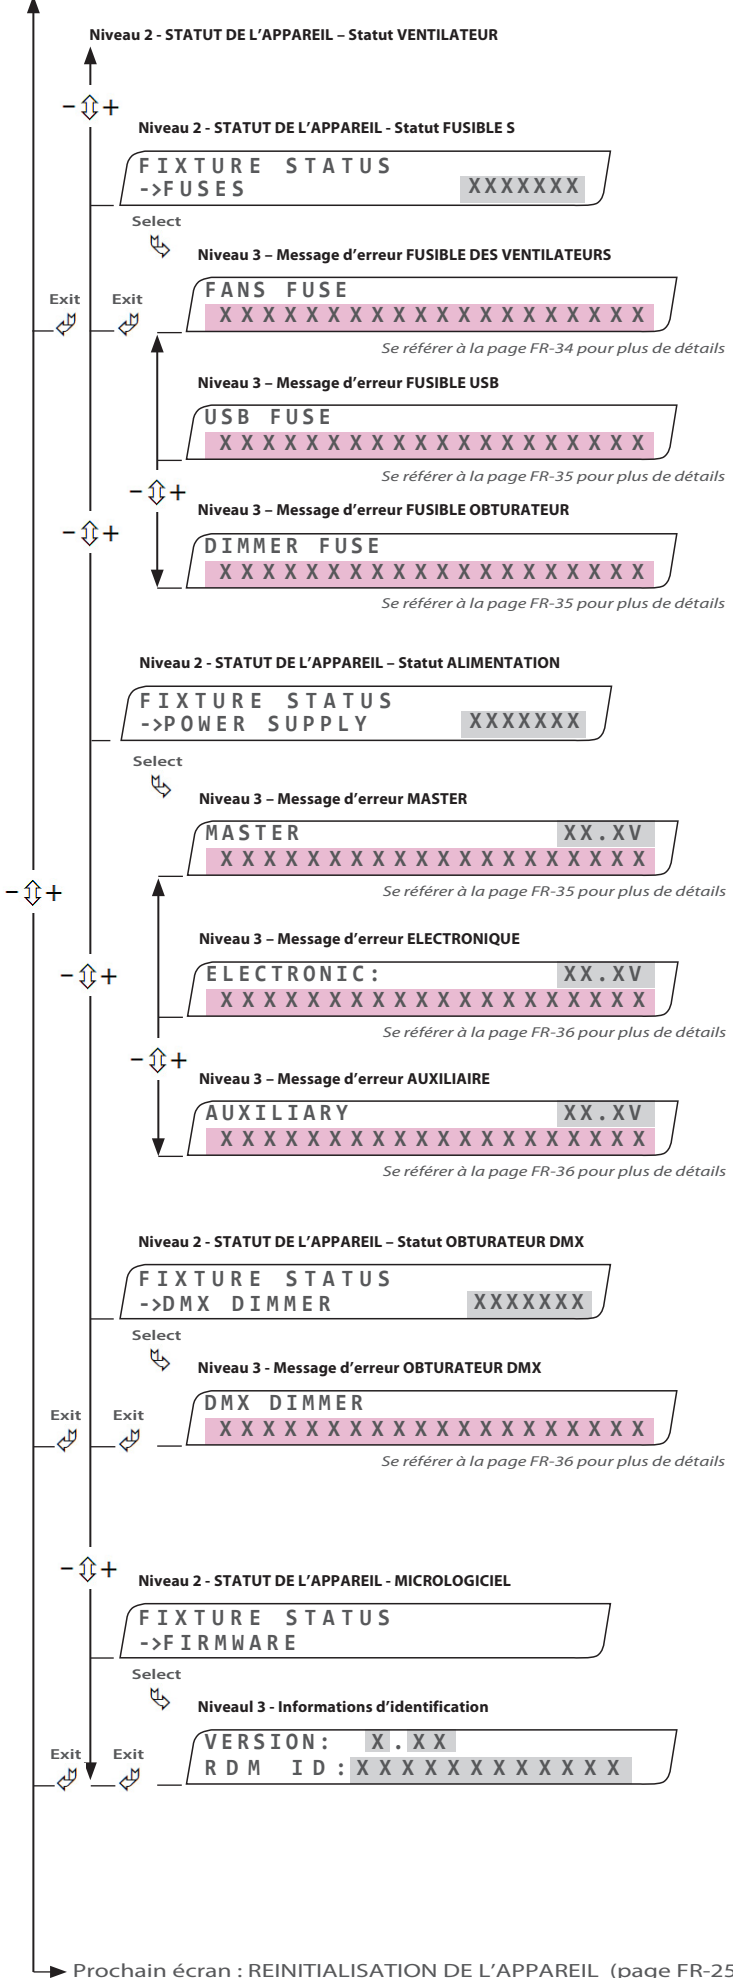 Niveau 2 - STATUT DE L'APPAREIL – Statut VENTILATEUR
- +
Niveau 2 - STATUT DE L'APPAREIL - Statut FUSIBLE S
FIXTURE STATUS
->FUSES XXXXXXX
Select
Niveau 3 – Message d'erreur FUSIBLE DES VENTILATEURS
Exit Exit
FANS FUSE
XXXXXXXXXXXXXXXXXXXX
Se référer à la page FR-34 pour plus de détails
Niveau 3 – Message d'erreur FUSIBLE USB
USB FUSE
XXXXXXXXXXXXXXXXXXXX
Se référer à la page FR-35 pour plus de détails
- +
Niveau 3 – Message d'erreur FUSIBLE OBTURATEUR
- +
DIMMER FUSE
XXXXXXXXXXXXXXXXXXXX
Se référer à la page FR-35 pour plus de détails
Niveau 2 - STATUT DE L'APPAREIL – Statut ALIMENTATION
FIXTURE STATUS
->POWER SUPPLY XXXXXXX
Select
Niveau 3 – Message d'erreur MASTER
MASTER XX.XV
XXXXXXXXXXXXXXXXXXXX
Se référer à la page FR-35 pour plus de détails
- +
Niveau 3 – Message d'erreur ELECTRONIQUE
- +
ELECTRONIC: XX.XV
XXXXXXXXXXXXXXXXXXXX
Se référer à la page FR-36 pour plus de détails
- +
Niveau 3 – Message d'erreur AUXILIAIRE
AUXILIARY XX.XV
XXXXXXXXXXXXXXXXXXXX
Se référer à la page FR-36 pour plus de détails
Niveau 2 - STATUT DE L'APPAREIL – Statut OBTURATEUR DMX
FIXTURE STATUS
->DMX DIMMER XXXXXXX
Select
Niveau 3 - Message d'erreur OBTURATEUR DMX
Exit Exit
DMX DIMMER
XXXXXXXXXXXXXXXXXXXX
Se référer à la page FR-36 pour plus de détails
- +
Niveau 2 - STATUT DE L'APPAREIL - MICROLOGICIEL
FIXTURE STATUS
->FIRMWARE
Select
Niveaul 3 - Informations d'identification
Exit Exit
VERSION: X.XX
RDM ID:XXXXXXXXXXXX
Prochain écran : REINITIALISATION DE L'APPAREIL (page FR-25